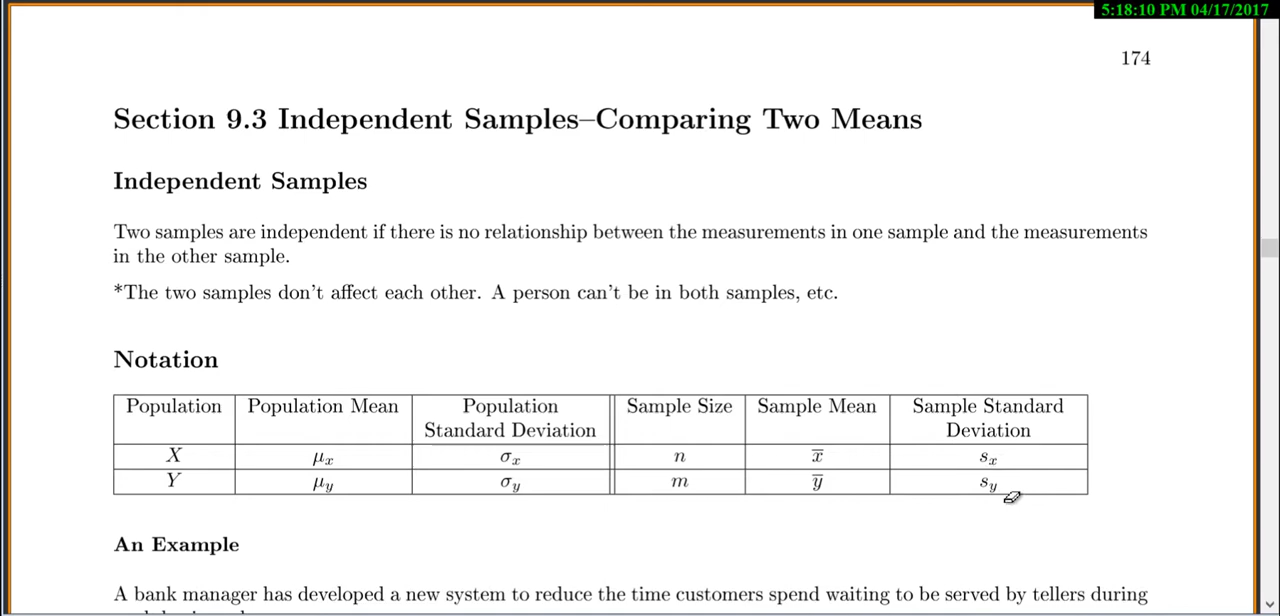 5:18:10 PM 04/17/2017
174
Section 9.3 Independent Samples–Comparing Two Means
Independent Samples
Two samples are independent if there is no relationship between the measurements in one sample and the measurements
in the other sample.
*The two samples don't affect each other. A person can't be in both samples, etc.
Notation
Population Population Mean Population Standard Deviation Sample Size Sample Mean Sample Standard Deviation
X μx σx n x̅ sx
Y μy σy m y̅ sy
An Example
A bank manager has developed a new system to reduce the time customers spend waiting to be served by tellers during